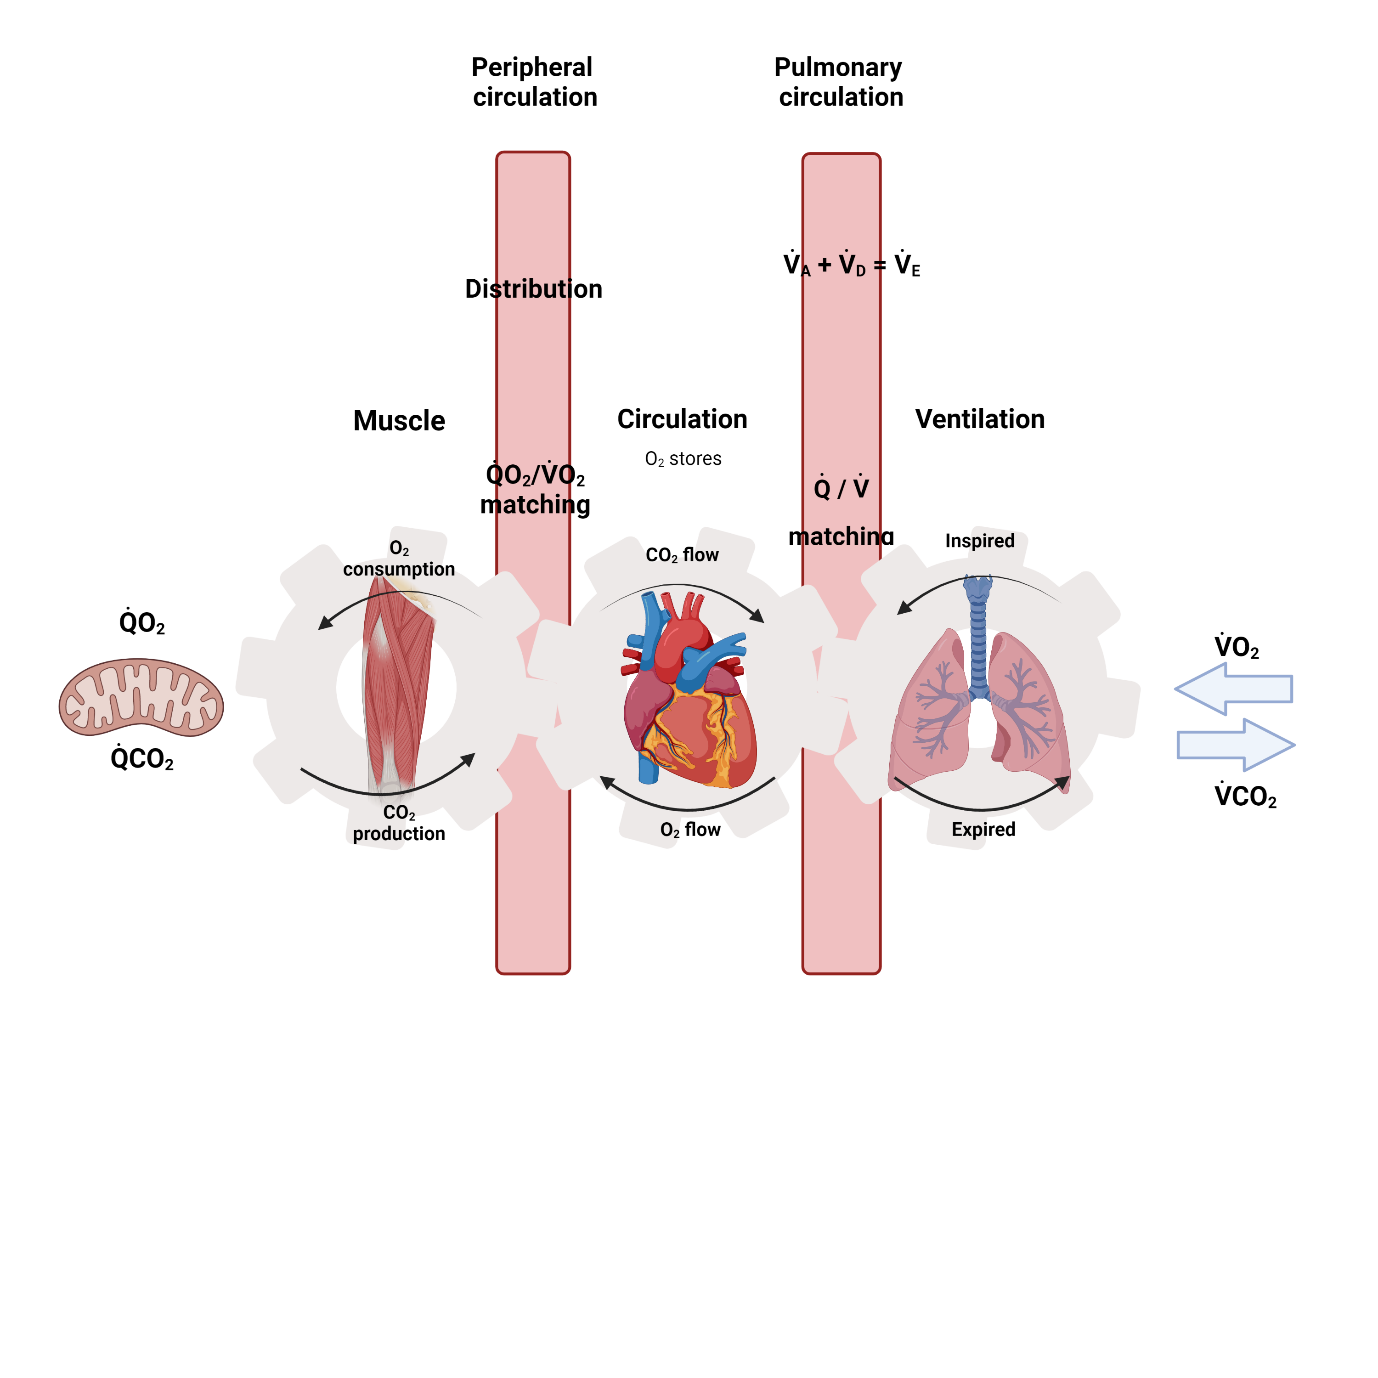 Peripheral
circulation
Pulmonary
circulation
V̇A + V̇D = V̇E
Distribution
Muscle
Circulation
Ventilation
O₂ stores
Q̇O₂/V̇O₂
matching
Q̇ / V̇
matching
Inspired
O₂
consumption
CO₂ flow
Q̇O₂
V̇O₂
Q̇CO₂
V̇CO₂
CO₂
production
O₂ flow
Expired